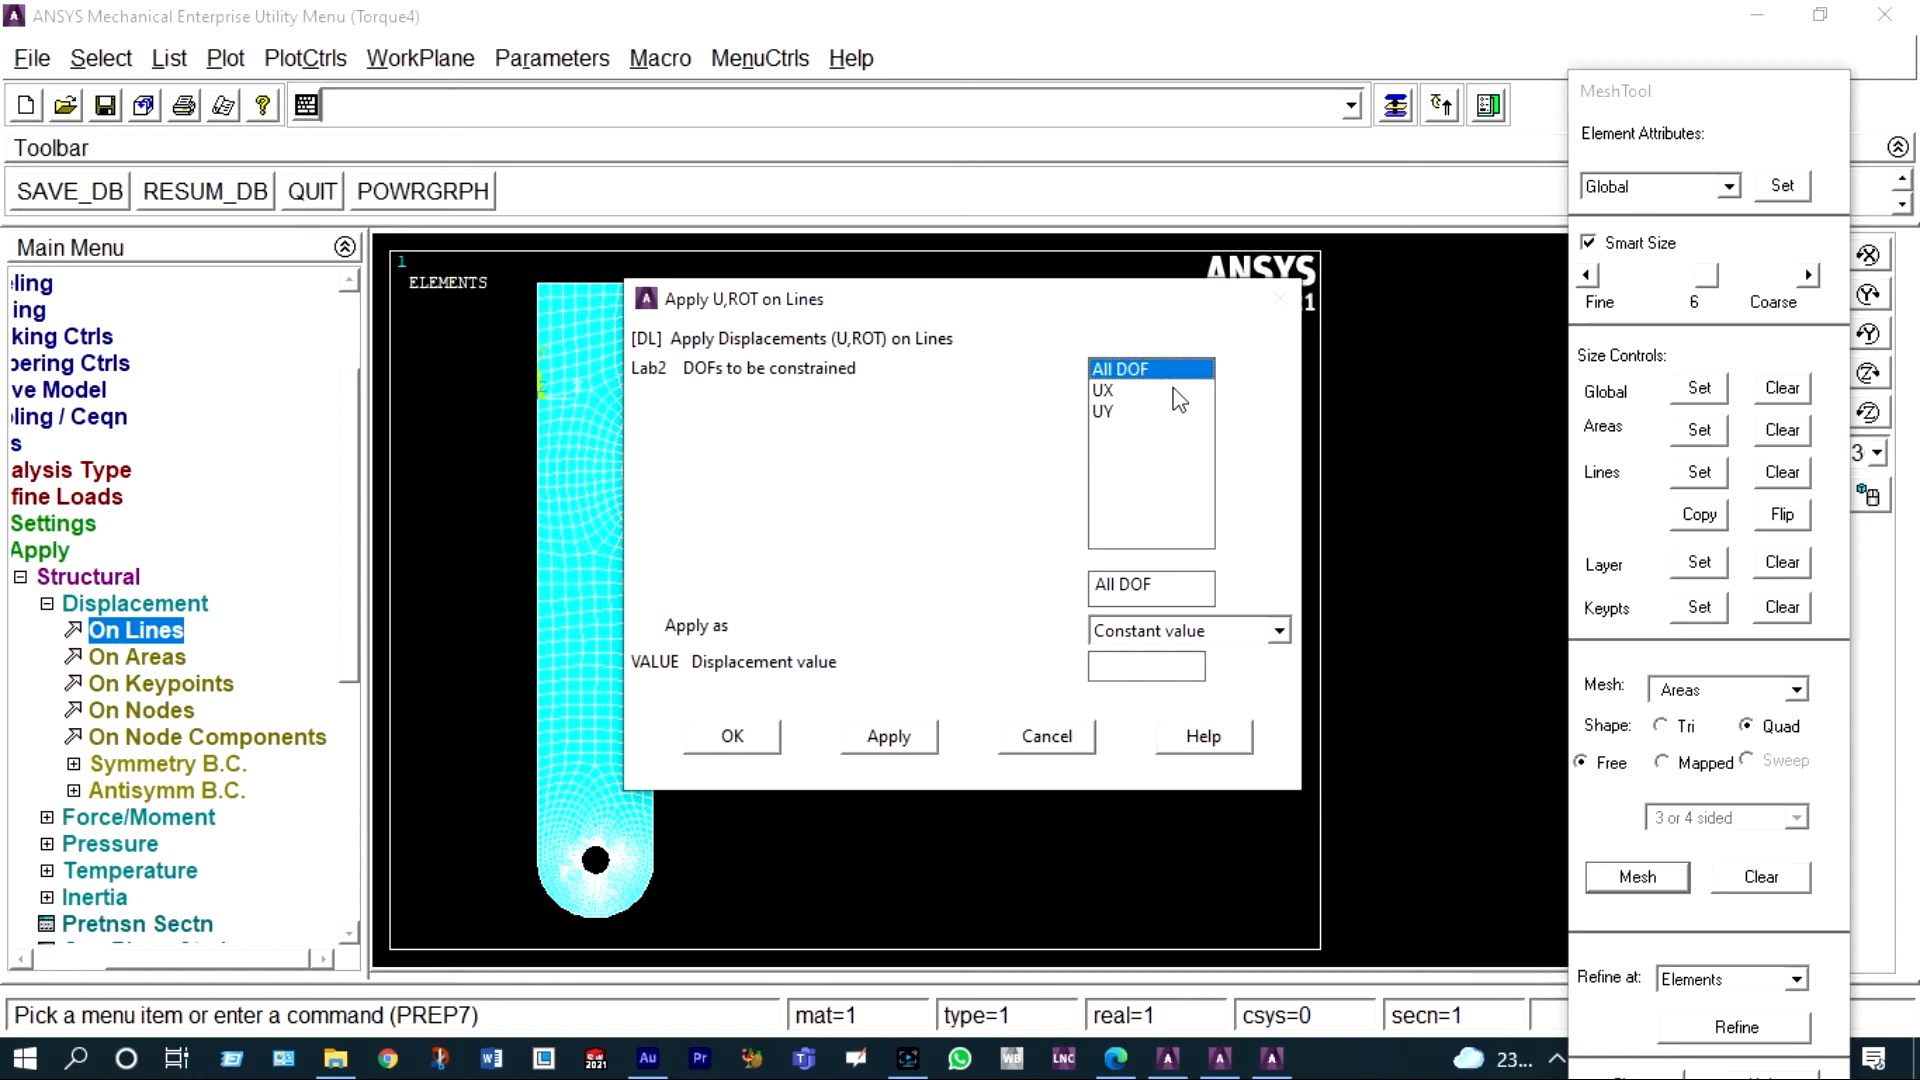 ANSYS Mechanical Enterprise Utility Menu (Torque4)
File Select List Plot PlotCtrls WorkPlane Parameters Macro MenuCtrls Help
Toolbar
SAVE_DB RESUM_DB QUIT POWRGRPH
Main Menu
ling
ing
king Ctrls
ering Ctrls
ve Model
ling / Ceqn
s
alysis Type
fine Loads
Settings
Apply
Structural
Displacement
On Lines
On Areas
On Keypoints
On Nodes
On Node Components
Symmetry B.C.
Antisymm B.C.
Force/Moment
Pressure
Temperature
Inertia
Pretnsn Sectn
1
ELEMENTS
ANSYS
Apply U,ROT on Lines
[DL] Apply Displacements (U,ROT) on Lines
Lab2 DOFs to be constrained
All DOF
UX
UY
All DOF
Apply as
Constant value
VALUE Displacement value
OK Apply Cancel Help
MeshTool
Element Attributes:
Global Set
Smart Size
Fine 6 Coarse
Size Controls:
Global Set Clear
Areas Set Clear
Lines Set Clear
Copy Flip
Layer Set Clear
Keypts Set Clear
Mesh: Areas
Shape: Tri Quad
Free Mapped Sweep
3 or 4 sided
Mesh Clear
Refine at: Elements
Refine
3
Pick a menu item or enter a command (PREP7)
mat=1 type=1 real=1 csys=0 secn=1
Au Pr WB LNC
23...